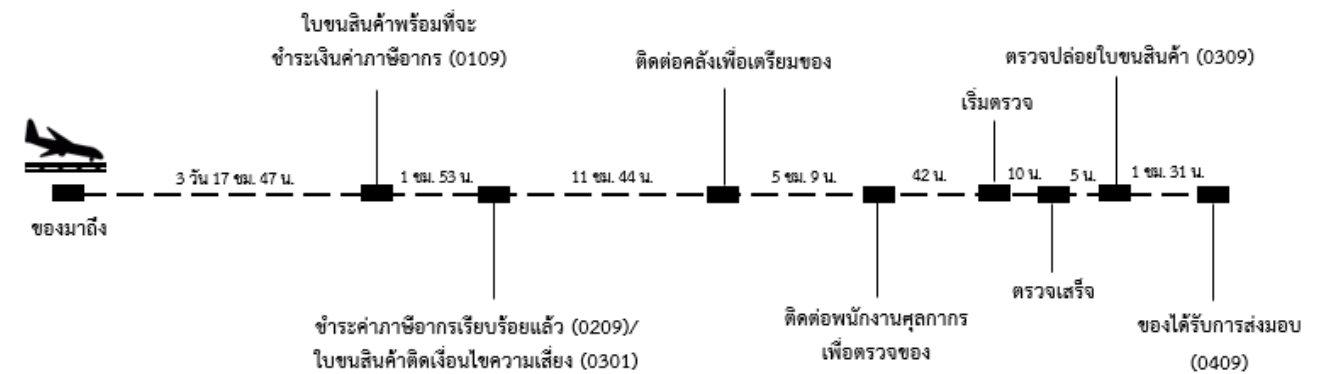 ใบขนสินค้าพร้อมที่จะ
ชำระเงินค่าภาษีอากร (0109)
ติดต่อคลังเพื่อเตรียมของ
ตรวจปล่อยใบขนสินค้า (0309)
เริ่มตรวจ
3 วัน 17 ชม. 47 น.
1 ชม. 53 น.
11 ชม. 44 น.
5 ชม. 9 น.
42 น.
10 น.
5 น.
1 ชม. 31 น.
ของมาถึง
ชำระค่าภาษีอากรเรียบร้อยแล้ว (0209)/
ใบขนสินค้าติดเงื่อนไขความเสี่ยง (0301)
ติดต่อพนักงานศุลกากร
เพื่อตรวจของ
ตรวจเสร็จ
ของได้รับการส่งมอบ
(0409)